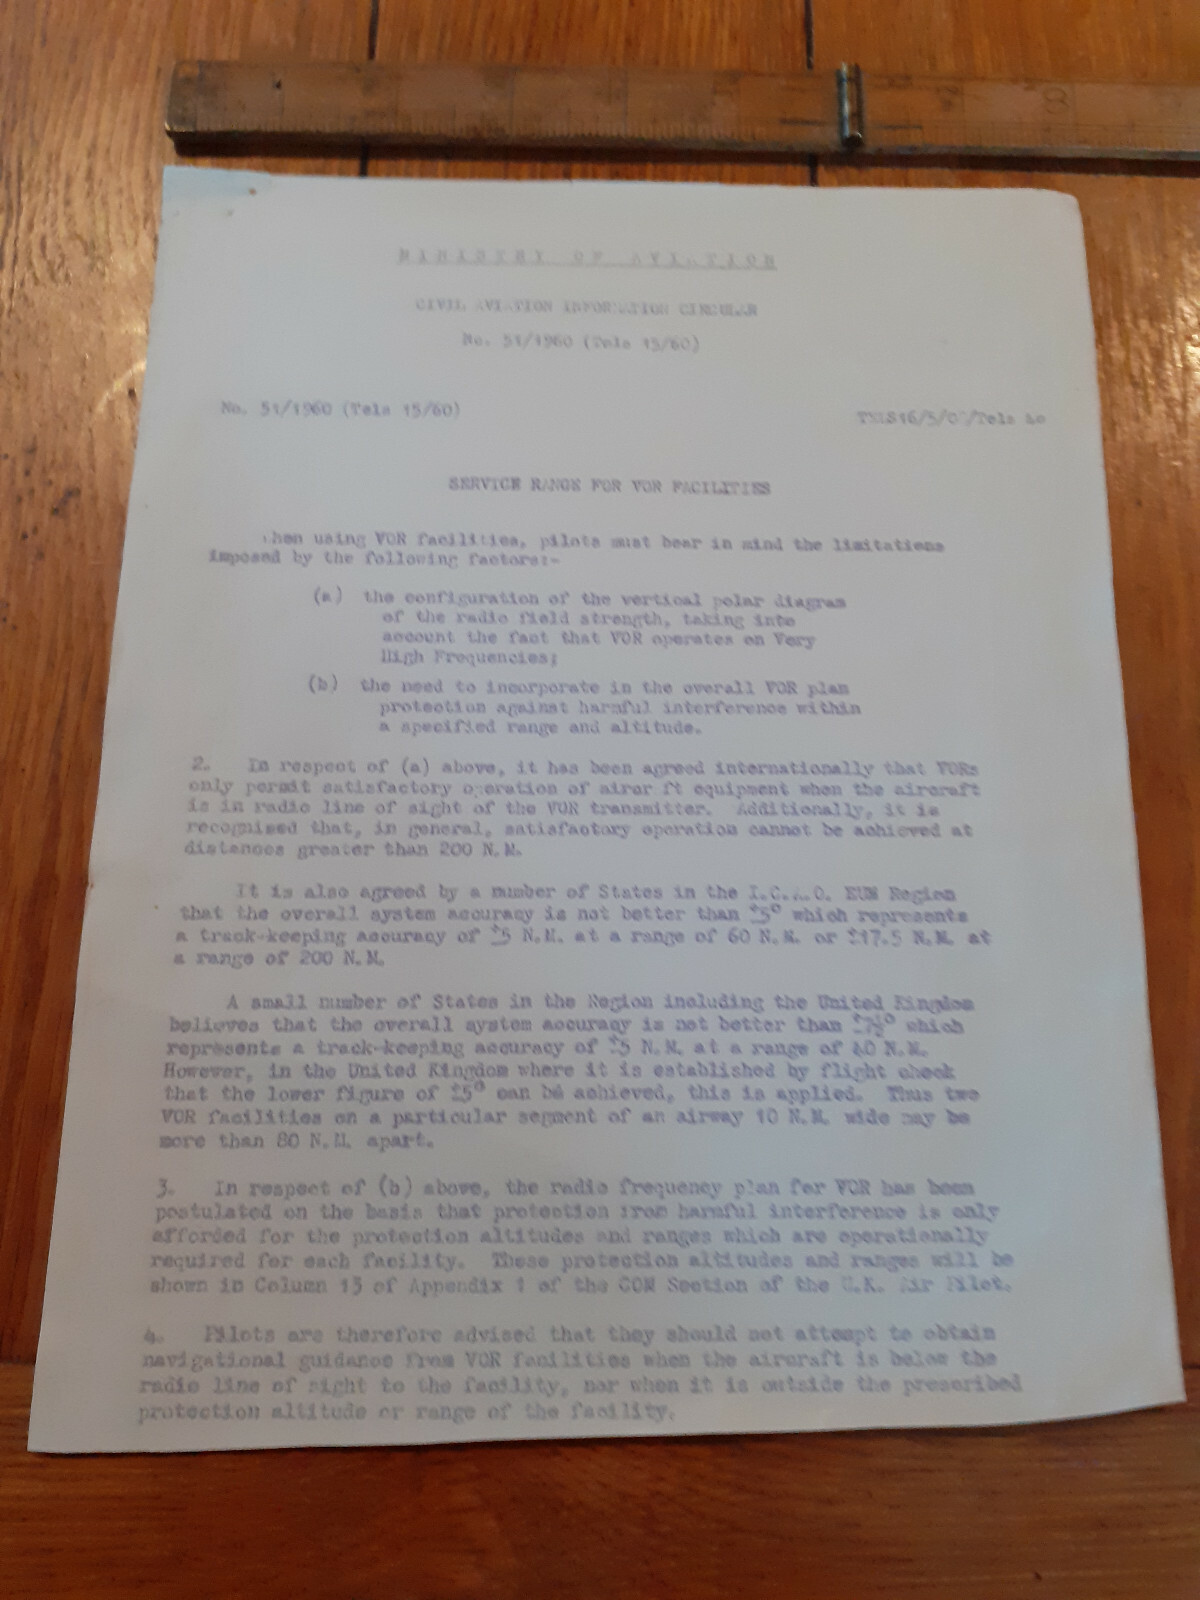 MINISTRY OF AVIATION
CIVIL AVIATION INFORMATION CIRCULAR
No. 51/1960 (Tels 15/60)
No. 51/1960 (Tels 15/60)
SERVICE RANGE FOR VOR FACILITIES
When using VOR facilities, pilots must bear in mind the limitations
imposed by the following factors:-
(a) the configuration of the vertical polar diagram
of the radio field strength, taking into
account the fact that VOR operates on Very
High Frequencies;
(b) the need to incorporate in the overall VOR plan
protection against harmful interference within
a specified range and altitude.
2. In respect of (a) above, it has been agreed internationally that VORs
only permit satisfactory operation of aircraft equipment when the aircraft
is in radio line of sight of the VOR transmitter. Additionally, it is
recognised that, in general, satisfactory operation cannot be achieved at
distances greater than 200 N.M.
It is also agreed by a number of States in the I.C.A.O. EUM Region
that the overall system accuracy is not better than ±5° which represents
a track-keeping accuracy of ±5 N.M. at a range of 60 N.M. or ±17.5 N.M. at
a range of 200 N.M.
A small number of States in the Region including the United Kingdom
believes that the overall system accuracy is not better than ±7½° which
represents a track-keeping accuracy of ±5 N.M. at a range of 40 N.M.
However, in the United Kingdom where it is established by flight check
that the lower figure of ±5° can be achieved, this is applied. Thus two
VOR facilities on a particular segment of an airway 10 N.M. wide may be
more than 80 N.M. apart.
3. In respect of (b) above, the radio frequency plan for VOR has been
postulated on the basis that protection from harmful interference is only
afforded for the protection altitudes and ranges which are operationally
required for each facility. These protection altitudes and ranges will be
shown in Column 13 of Appendix 1 of the COM Section of the U.K. Air Pilot.
4. Pilots are therefore advised that they should not attempt to obtain
navigational guidance from VOR facilities when the aircraft is below the
radio line of sight to the facility, nor when it is outside the prescribed
protection altitude or range of the facility.